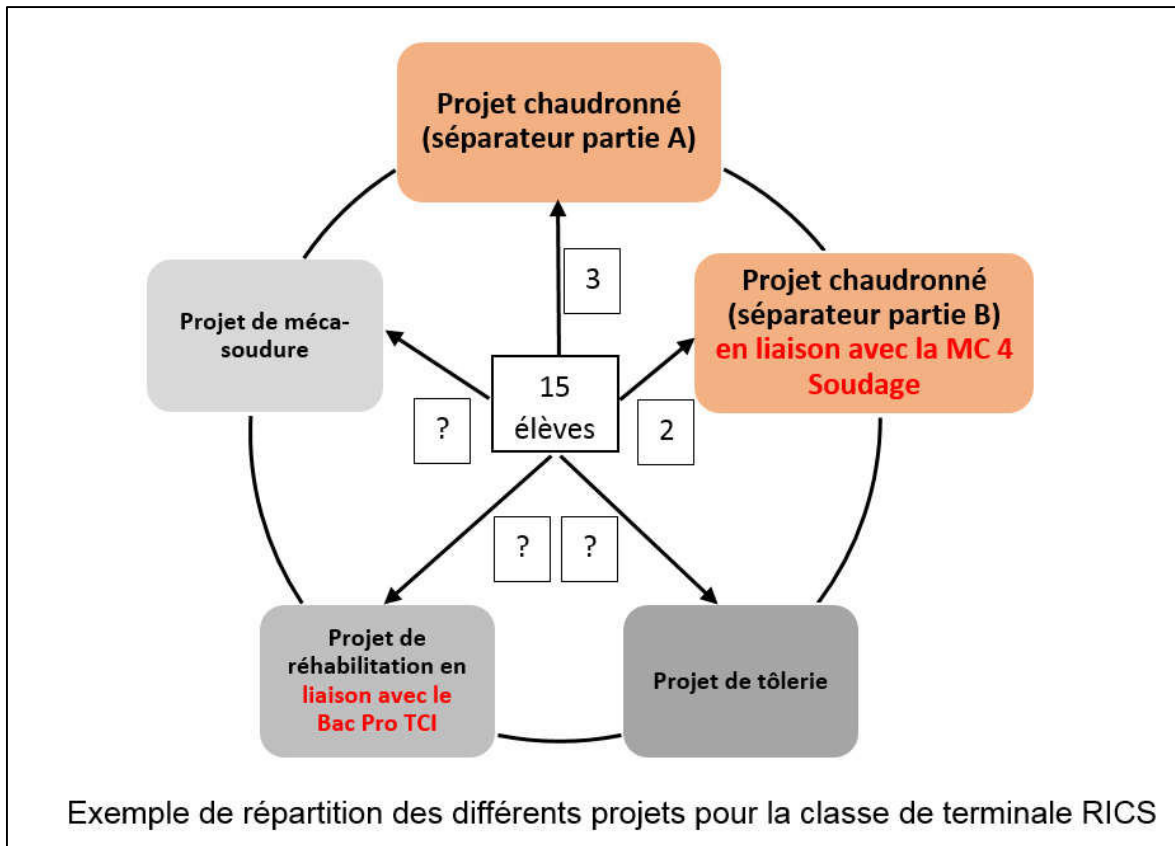 Projet chaudronné
(séparateur partie A)
3
Projet de méca-
soudure
Projet chaudronné
(séparateur partie B)
en liaison avec la MC 4
Soudage
15
élèves
?
2
?
?
Projet de
réhabilitation en
liaison avec le
Bac Pro TCI
Projet de tôlerie
Exemple de répartition des différents projets pour la classe de terminale RICS